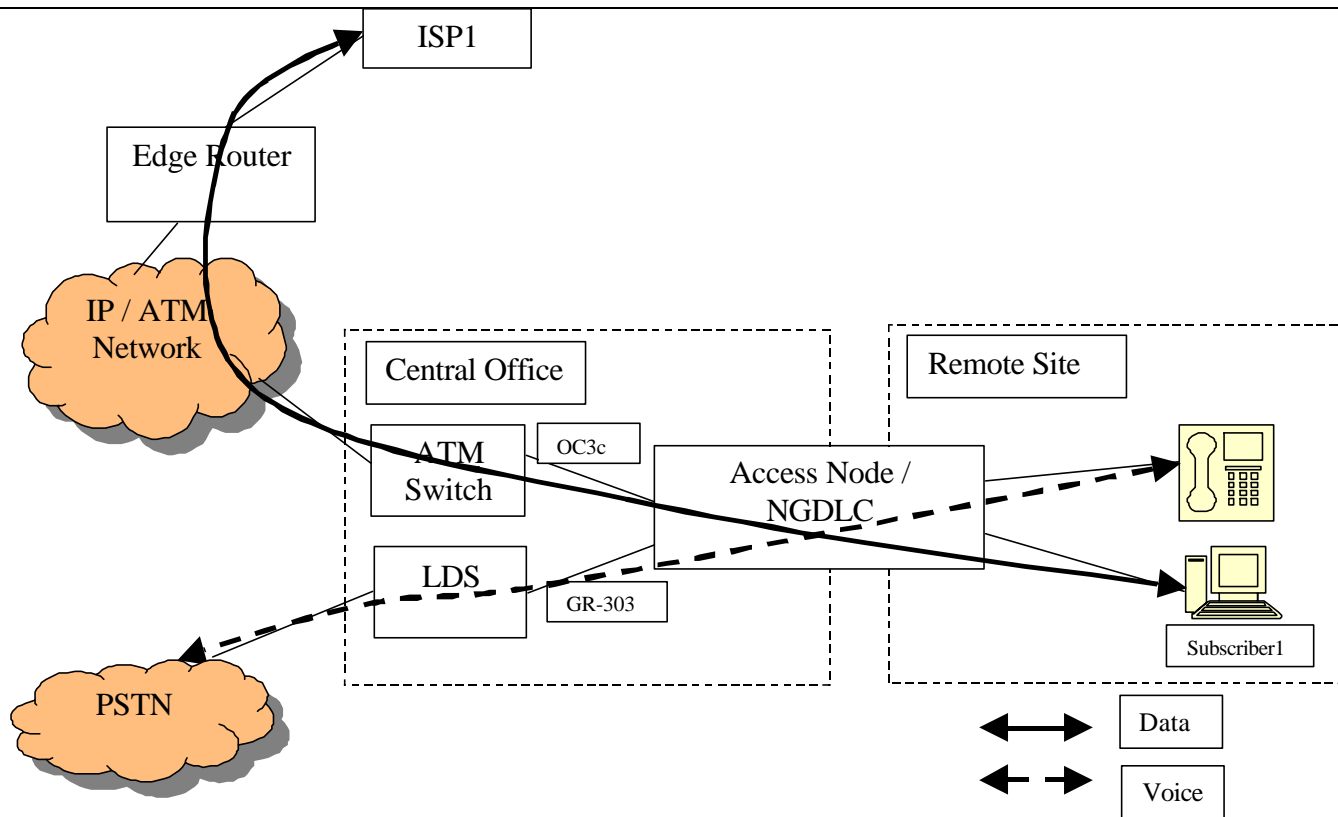 ISP1
Edge Router
IP / ATM
Network
Central Office
Remote Site
ATM
Switch
OC3c
Access Node /
NGDLC
LDS
GR-303
Subscriber1
PSTN
Data
Voice